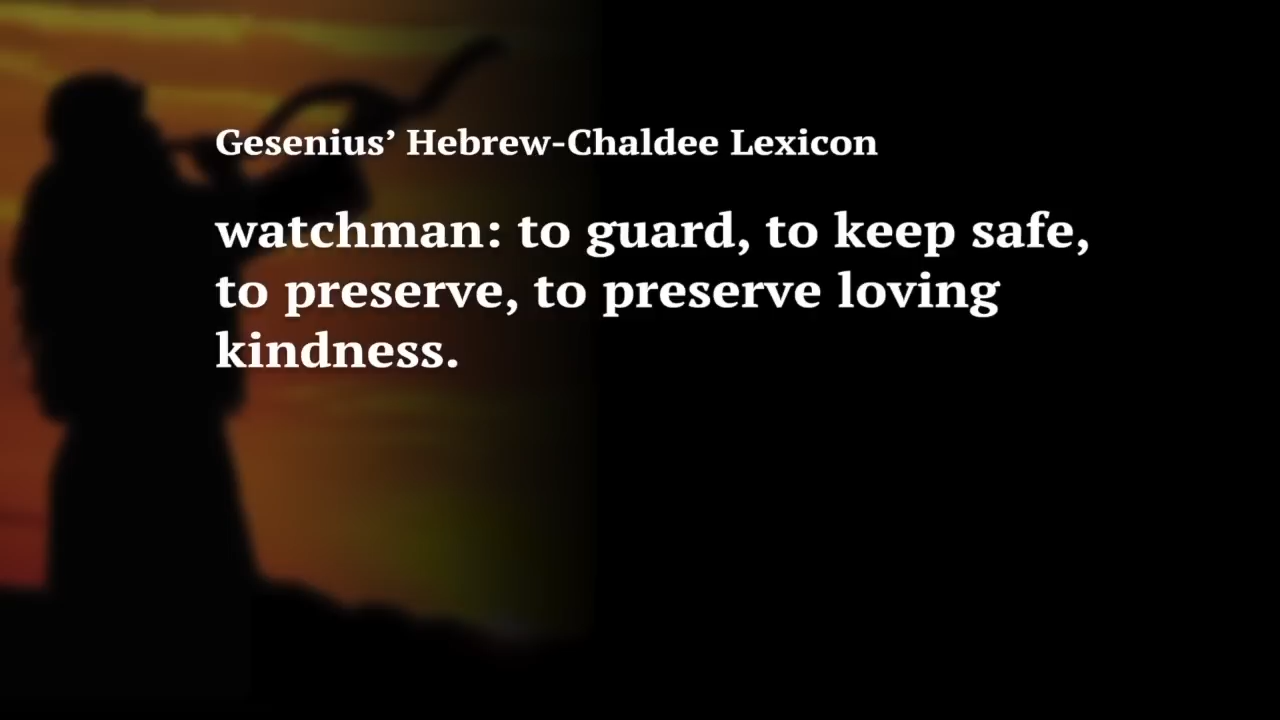 Gesenius’ Hebrew-Chaldee Lexicon
watchman: to guard, to keep safe,
to preserve, to preserve loving
kindness.